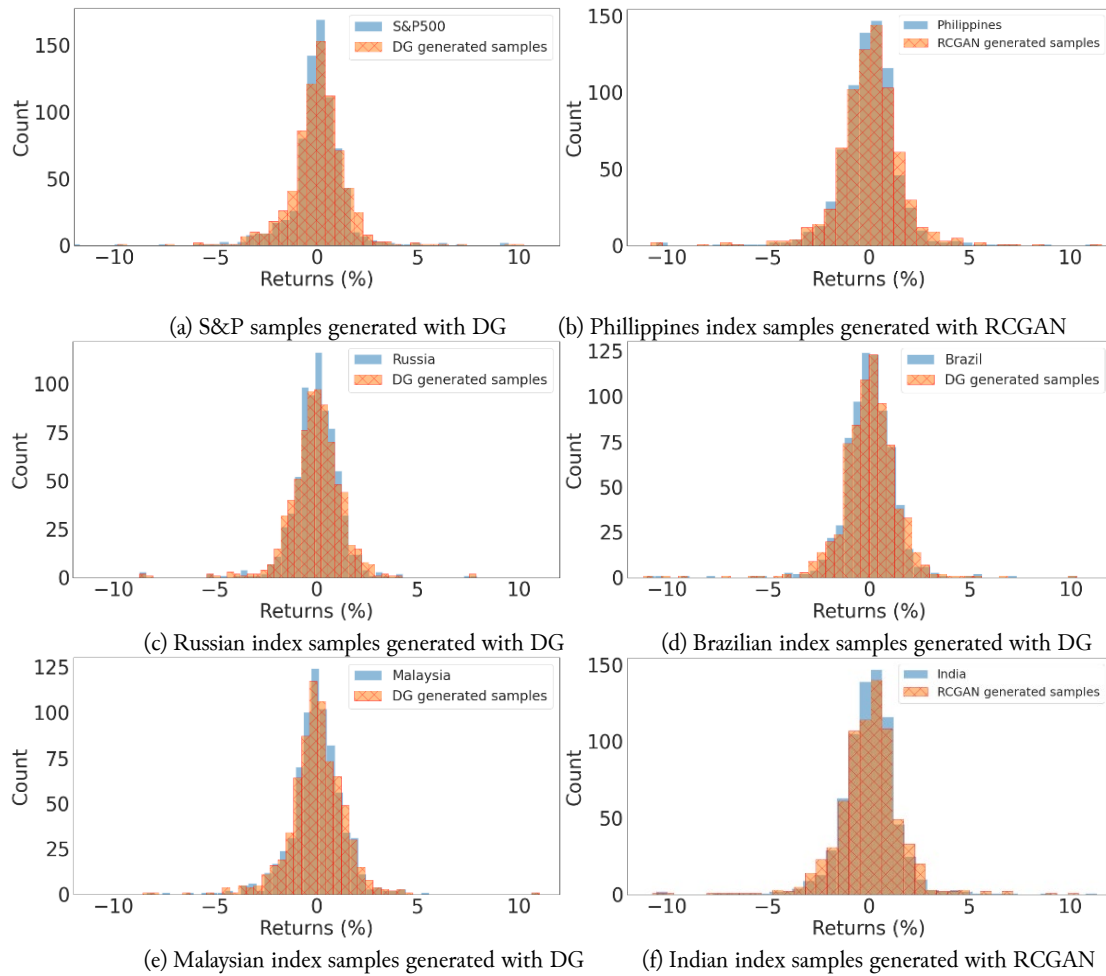 S&P500
DG generated samples
150
100
50
0
Count
−10 −5 0 5 10
Returns (%)
(a) S&P samples generated with DG
Philippines
RCGAN generated samples
150
100
50
0
Count
−10 −5 0 5 10
Returns (%)
(b) Phillippines index samples generated with RCGAN
Russia
DG generated samples
100
75
50
25
0
Count
−10 −5 0 5 10
Returns (%)
(c) Russian index samples generated with DG
Brazil
DG generated samples
125
100
75
50
25
0
Count
−10 −5 0 5 10
Returns (%)
(d) Brazilian index samples generated with DG
Malaysia
DG generated samples
125
100
75
50
25
0
Count
−10 −5 0 5 10
Returns (%)
(e) Malaysian index samples generated with DG
India
RCGAN generated samples
150
100
50
0
Count
−10 −5 0 5 10
Returns (%)
(f) Indian index samples generated with RCGAN